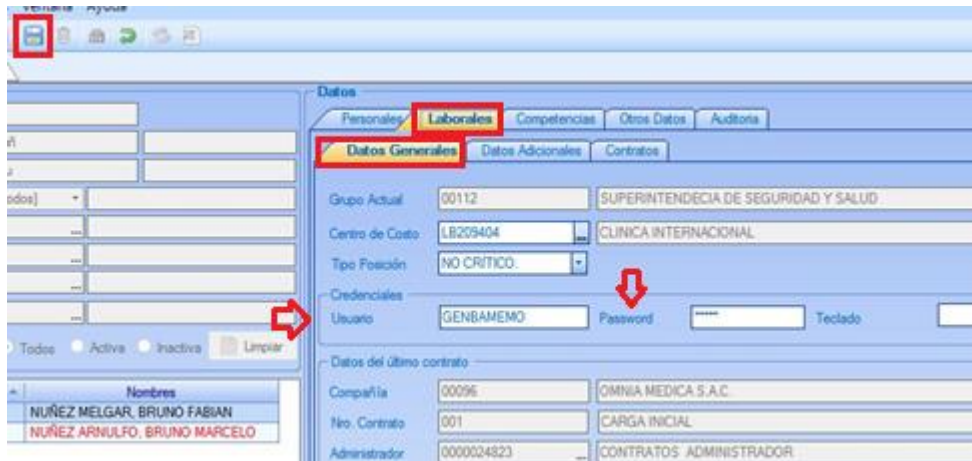 Ventana Ayuda
Datos
Personales Laborales Competencias Otros Datos Auditoria
Datos Generales Datos Adicionales Contratos
odos]
Grupo Actual 00112 SUPERINTENDECIA DE SEGURIDAD Y SALUD
Centro de Costo LB209404 ... CLINICA INTERNACIONAL
Tipo Posición NO CRÍTICO.
Credenciales
Usuario GENBAMEMO Password ••••• Teclado
Todos Activa Inactiva Limpiar
Datos del último contrato
Nombres
Compañía 00096 OMNIA MEDICA S.A.C.
NUÑEZ MELGAR, BRUNO FABIAN
Nro. Contrato 001 CARGA INICIAL
NUÑEZ ARNULFO, BRUNO MARCELO
Administrador 0000024823 ... CONTRATOS ADMINISTRADOR